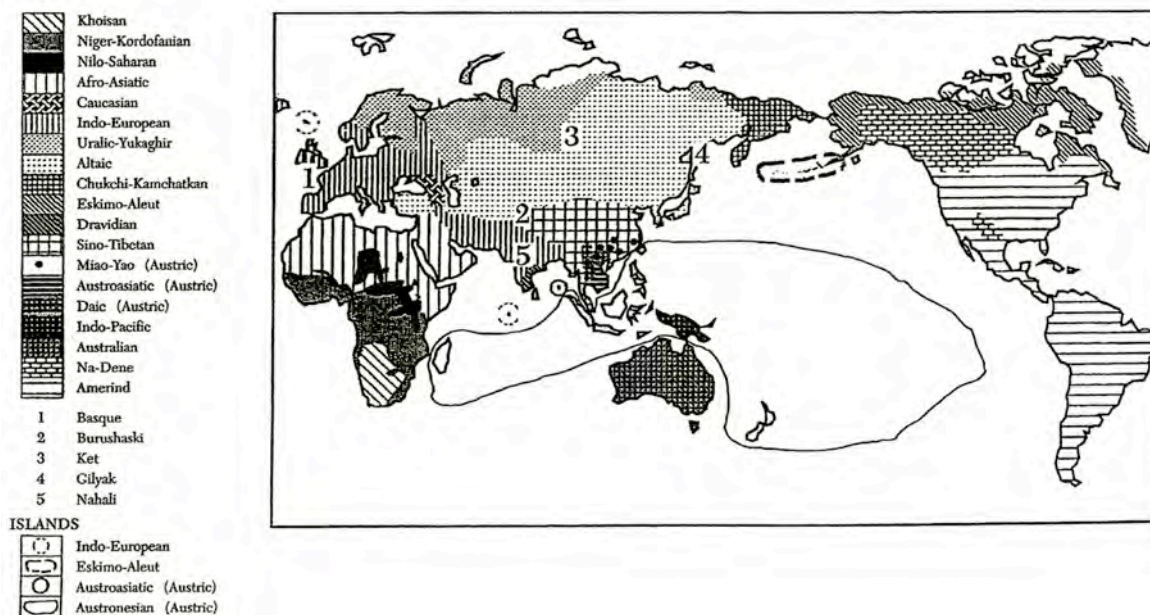 Khoisan
Niger-Kordofanian
Nilo-Saharan
Afro-Asiatic
Caucasian
Indo-European
Uralic-Yukaghir
Altaic
Chukchi-Kamchatkan
Eskimo-Aleut
Dravidian
Sino-Tibetan
Miao-Yao (Austric)
Austroasiatic (Austric)
Daic (Austric)
Indo-Pacific
Australian
Na-Dene
Amerind
1 Basque
2 Burushaski
3 Ket
4 Gilyak
5 Nahali
ISLANDS
Indo-European
Eskimo-Aleut
Austroasiatic (Austric)
Austronesian (Austric)
3
4
1
2
5